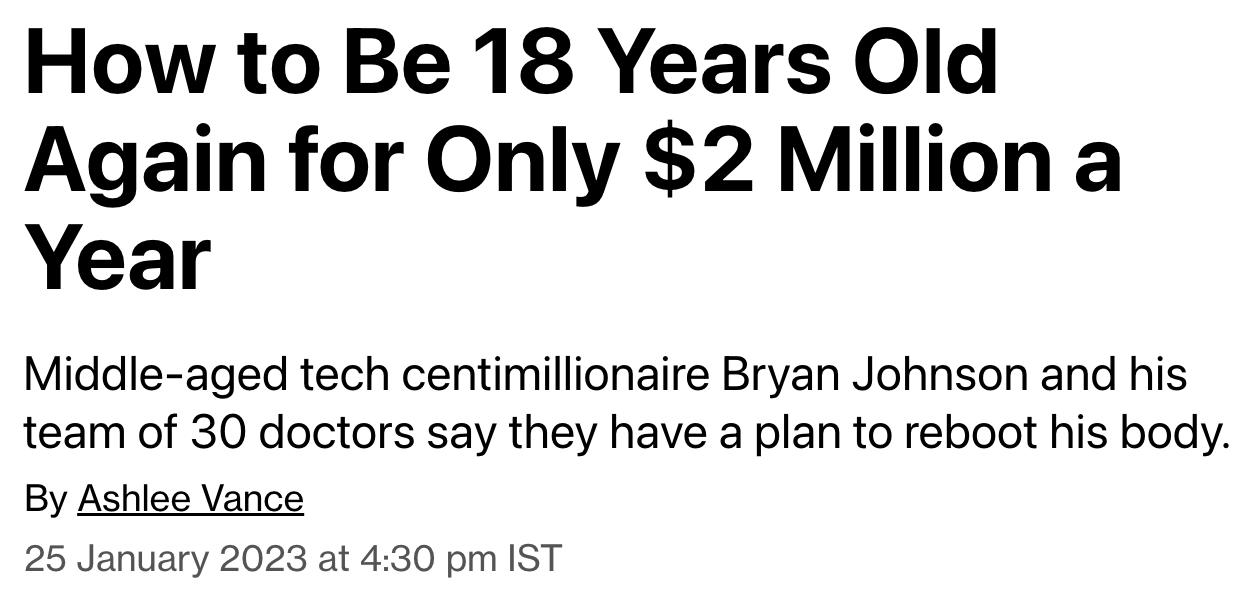 How to Be 18 Years Old
Again for Only $2 Million a
Year
Middle-aged tech centimillionaire Bryan Johnson and his
team of 30 doctors say they have a plan to reboot his body.
By Ashlee Vance
25 January 2023 at 4:30 pm IST